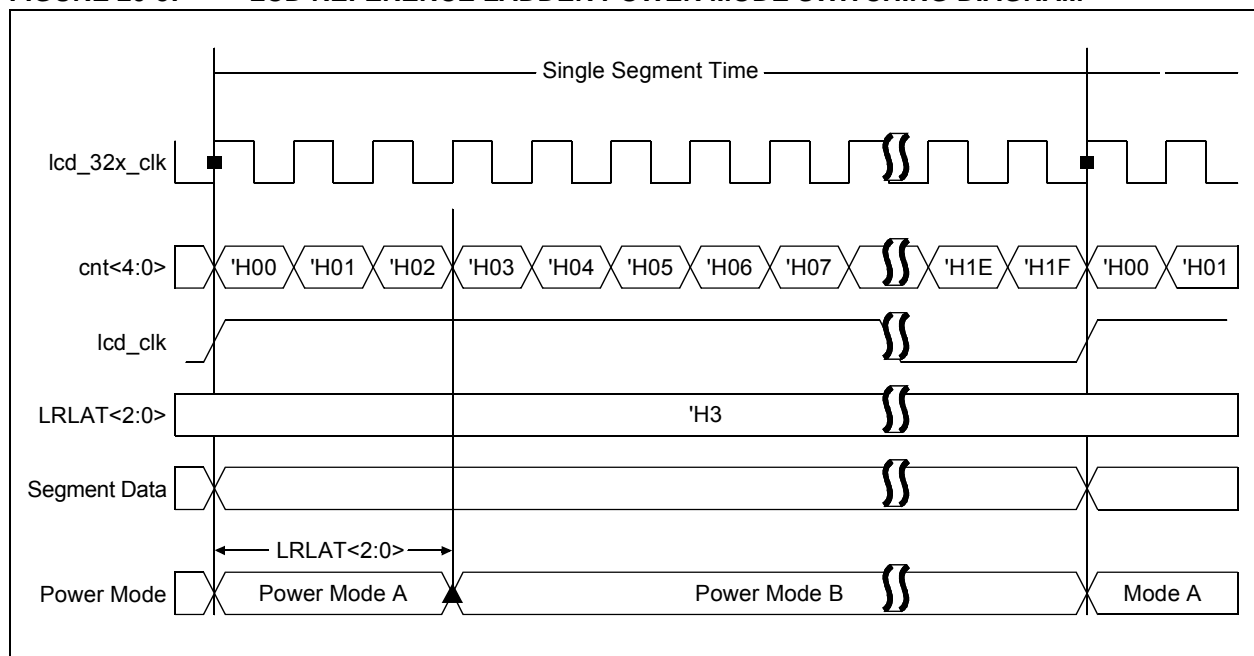 Single Segment Time
lcd_32x_clk
cnt<4:0> 'H00 'H01 'H02 'H03 'H04 'H05 'H06 'H07 'H1E 'H1F 'H00 'H01
lcd_clk
LRLAT<2:0> 'H3
Segment Data
LRLAT<2:0>
Power Mode Power Mode A Power Mode B Mode A